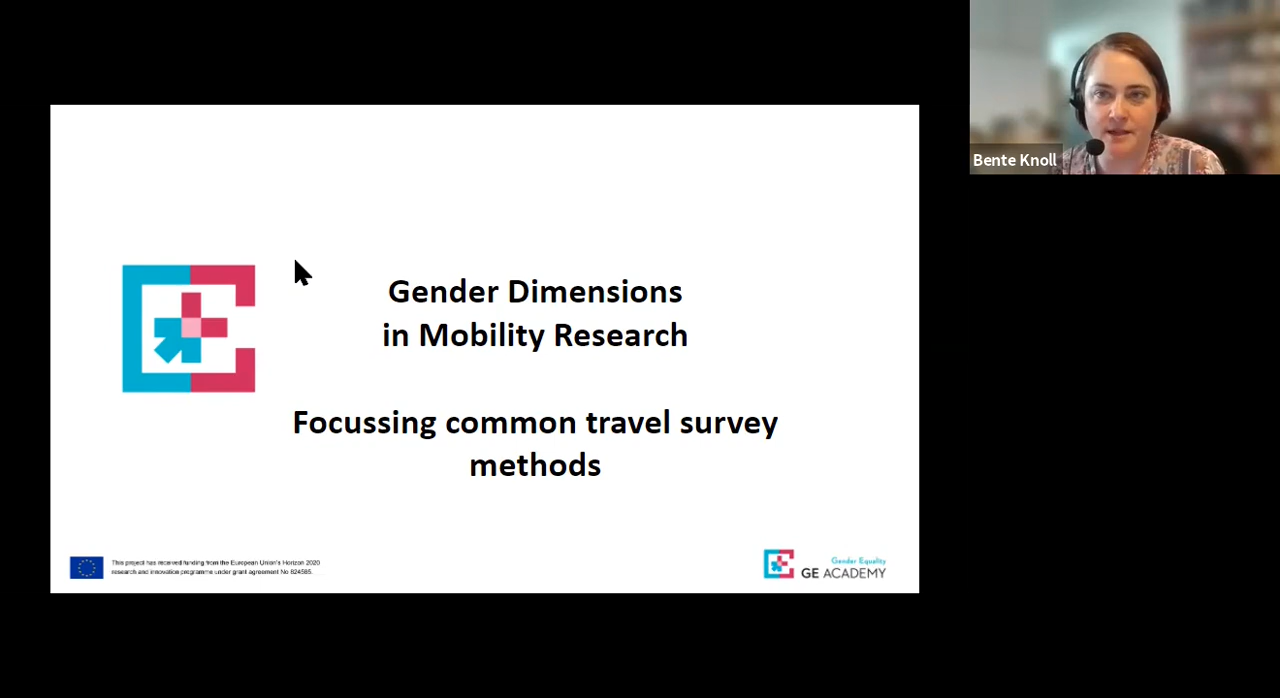 Bente Knoll
Gender Dimensions
in Mobility Research
Focussing common travel survey
methods
This project has received funding from the European Union's Horizon 2020
research and innovation programme under grant agreement No 824585.
Gender Equality
GE ACADEMY